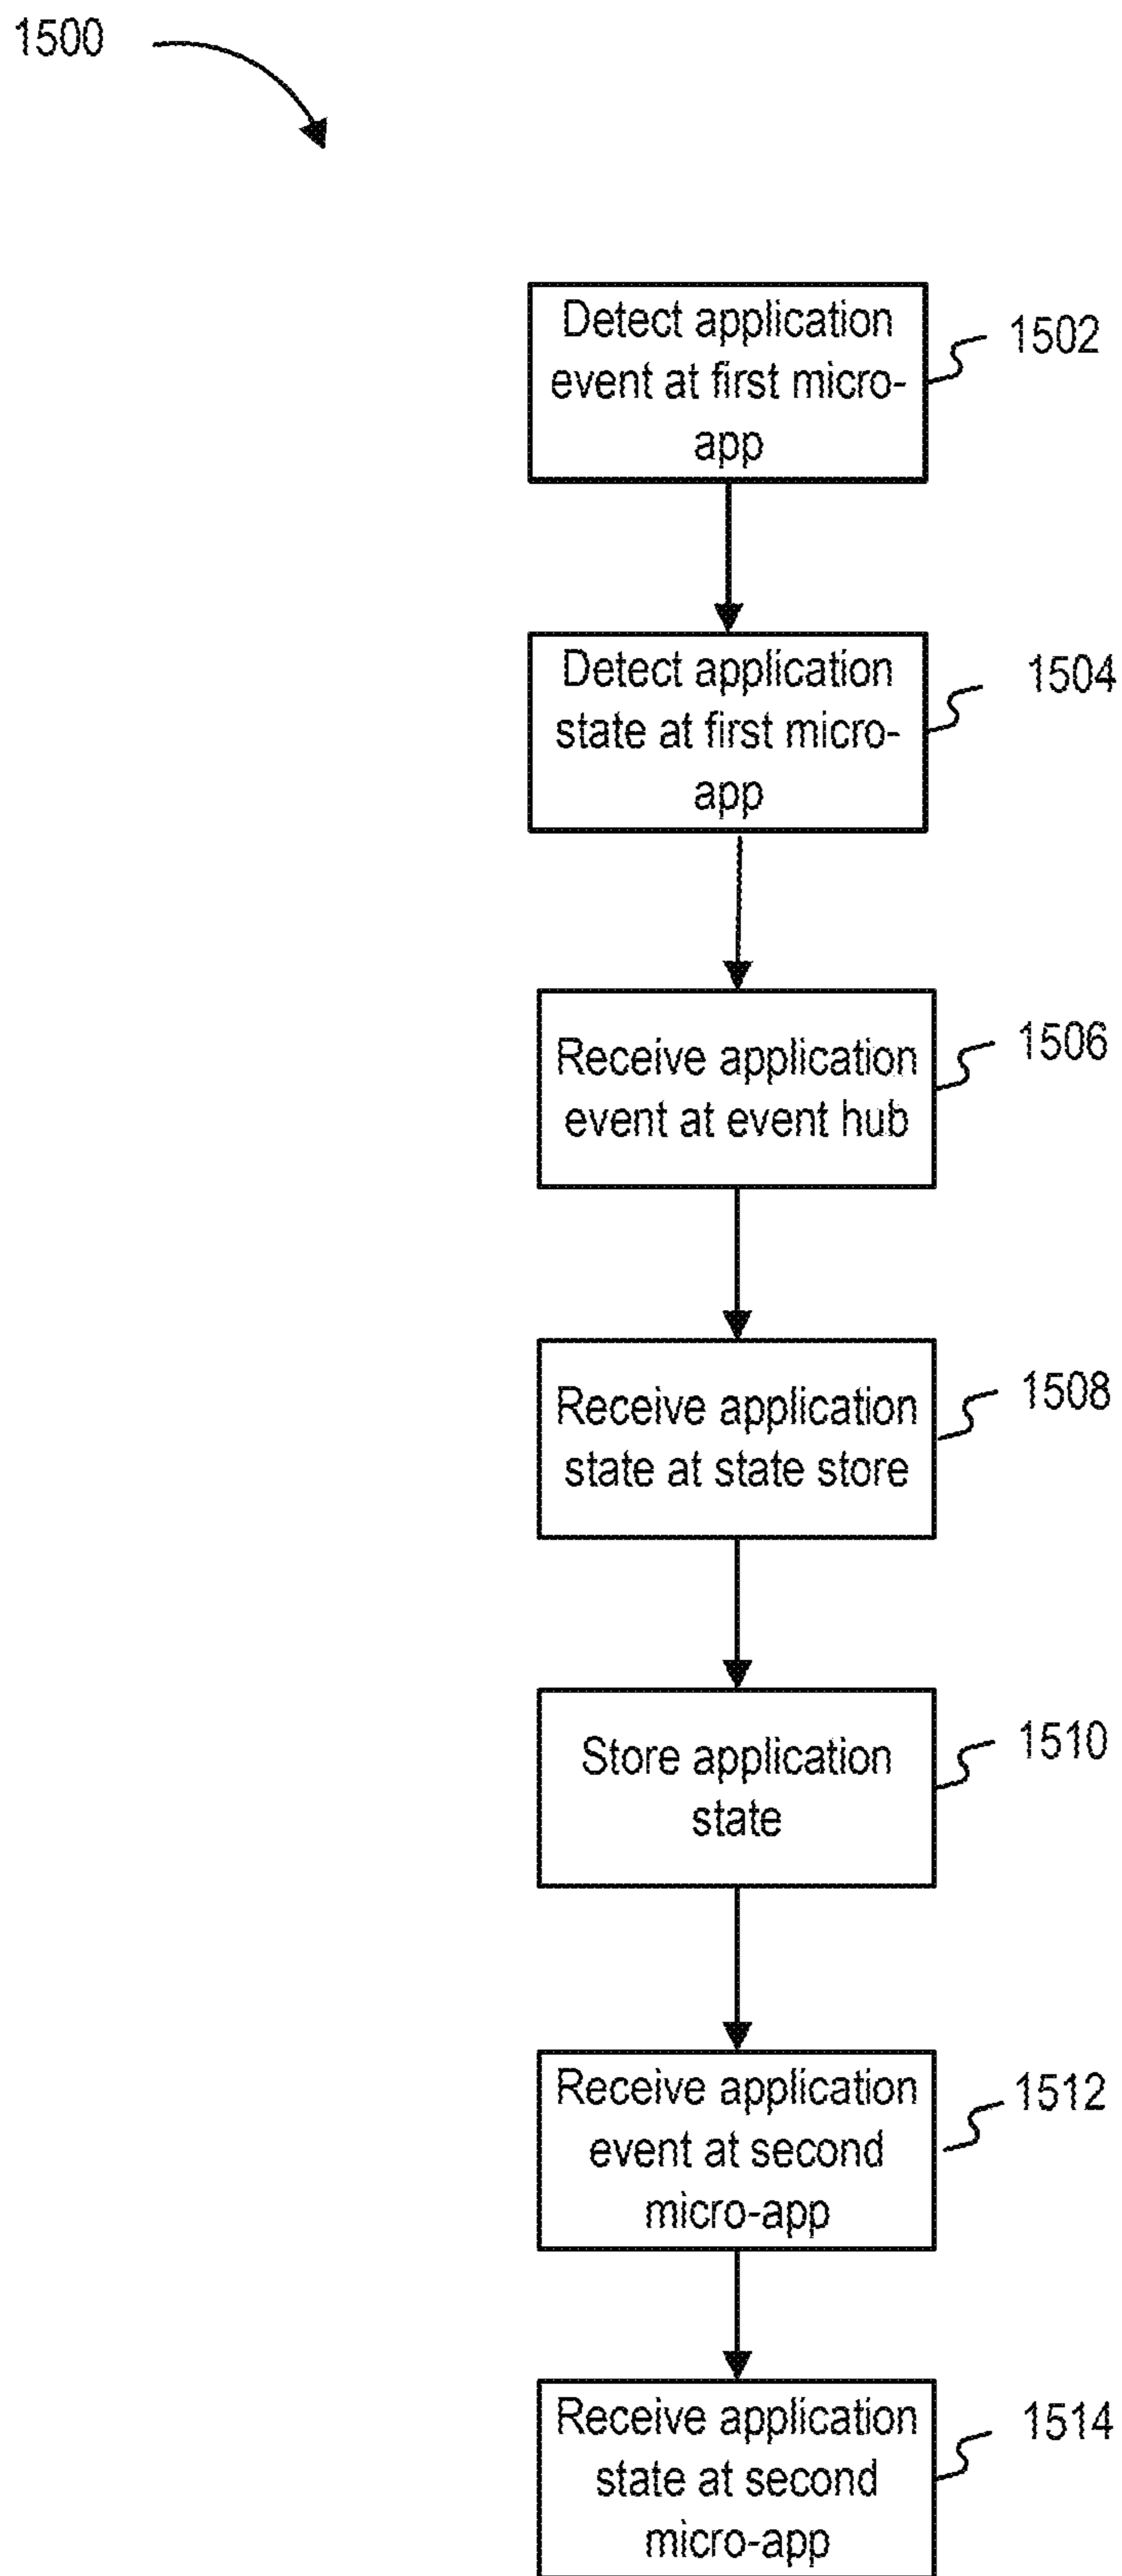 1500
Detect application
event at first micro-
app
1502
Detect application
state at first micro-
app
1504
Receive application
event at event hub
1506
Receive application
state at state store
1508
Store application
state
1510
Receive application
event at second
micro-app
1512
Receive application
state at second
micro-app
1514